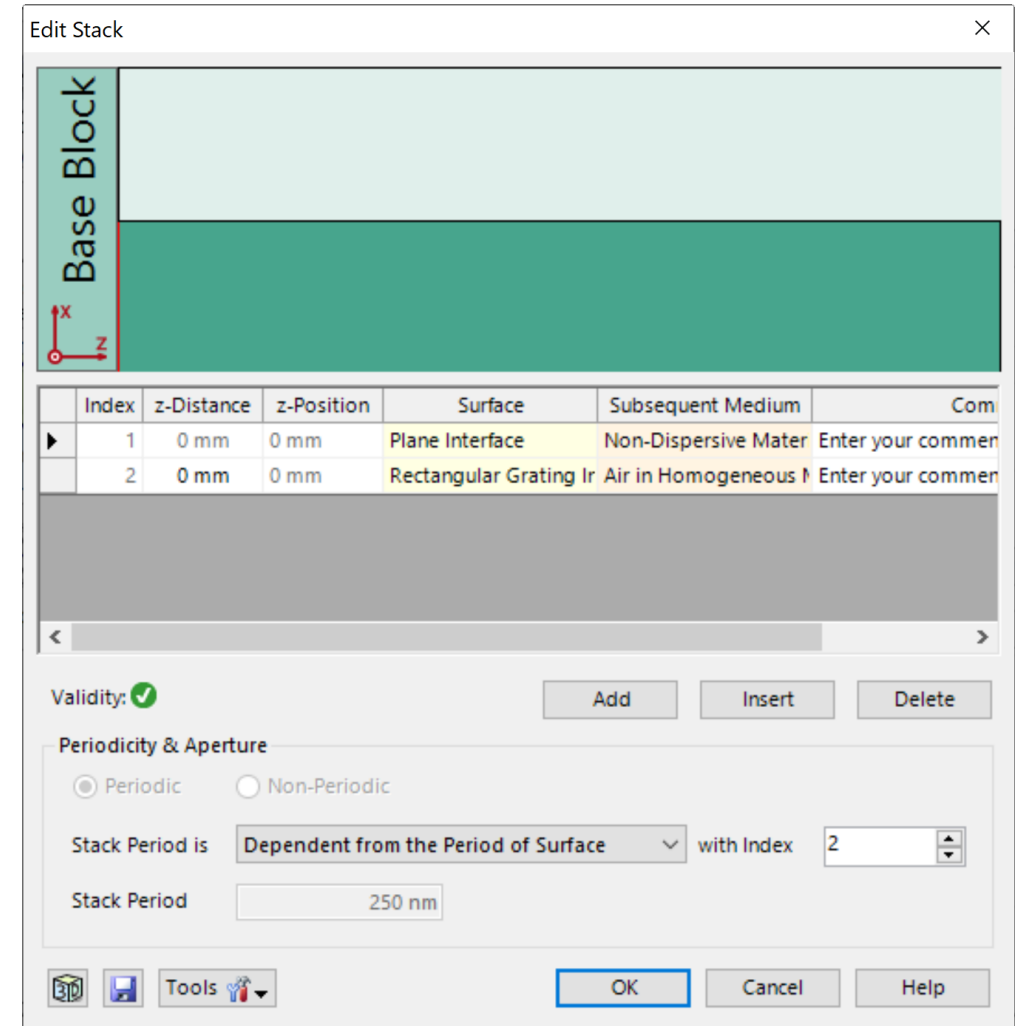 Edit Stack
Base Block
x
z
Index z-Distance z-Position Surface Subsequent Medium Com
1 0 mm 0 mm Plane Interface Non-Dispersive Mater Enter your commen
2 0 mm 0 mm Rectangular Grating Ir Air in Homogeneous M Enter your commen
Validity: Add Insert Delete
Periodicity & Aperture
Periodic Non-Periodic
Stack Period is Dependent from the Period of Surface with Index 2
Stack Period 250 nm
3D Tools OK Cancel Help